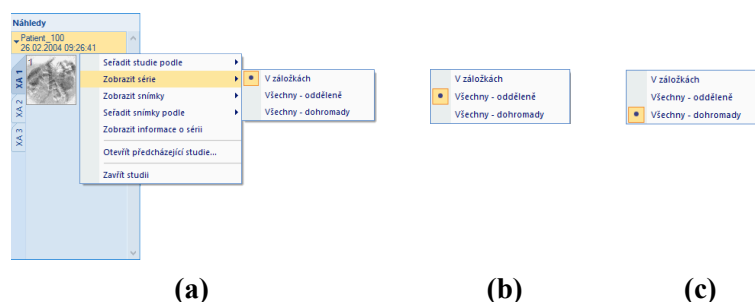 Náhledy
Patient_100
26.02.2004 09:26:41
1
XA 1
XA 2
XA 3
Seřadit studie podle
Zobrazit série
Zobrazit snímky
Seřadit snímky podle
Zobrazit informace o sérii
Otevřít předcházející studie...
Zavřít studii
V záložkách
Všechny - odděleně
Všechny - dohromady
V záložkách
Všechny - odděleně
Všechny - dohromady
V záložkách
Všechny - odděleně
Všechny - dohromady
(a)
(b)
(c)